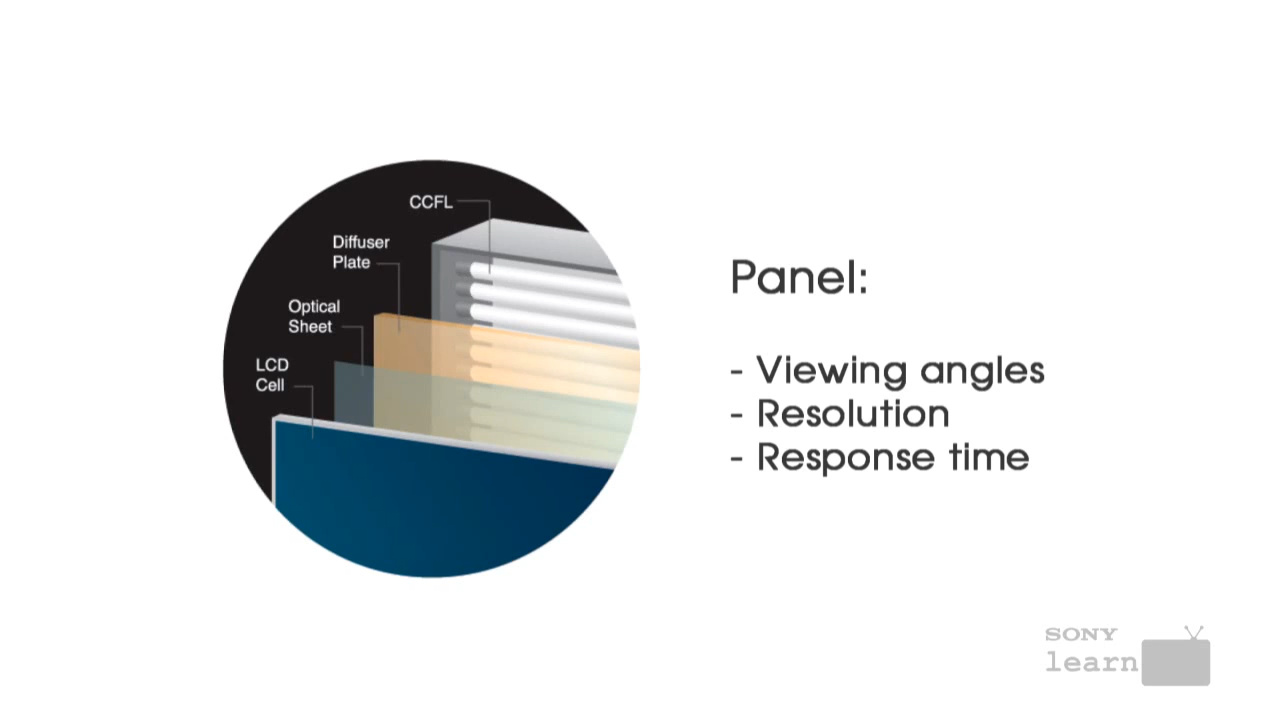 CCFL
Diffuser
Plate
Optical
Sheet
LCD
Cell
Panel:
- Viewing angles
- Resolution
- Response time
SONY
learn